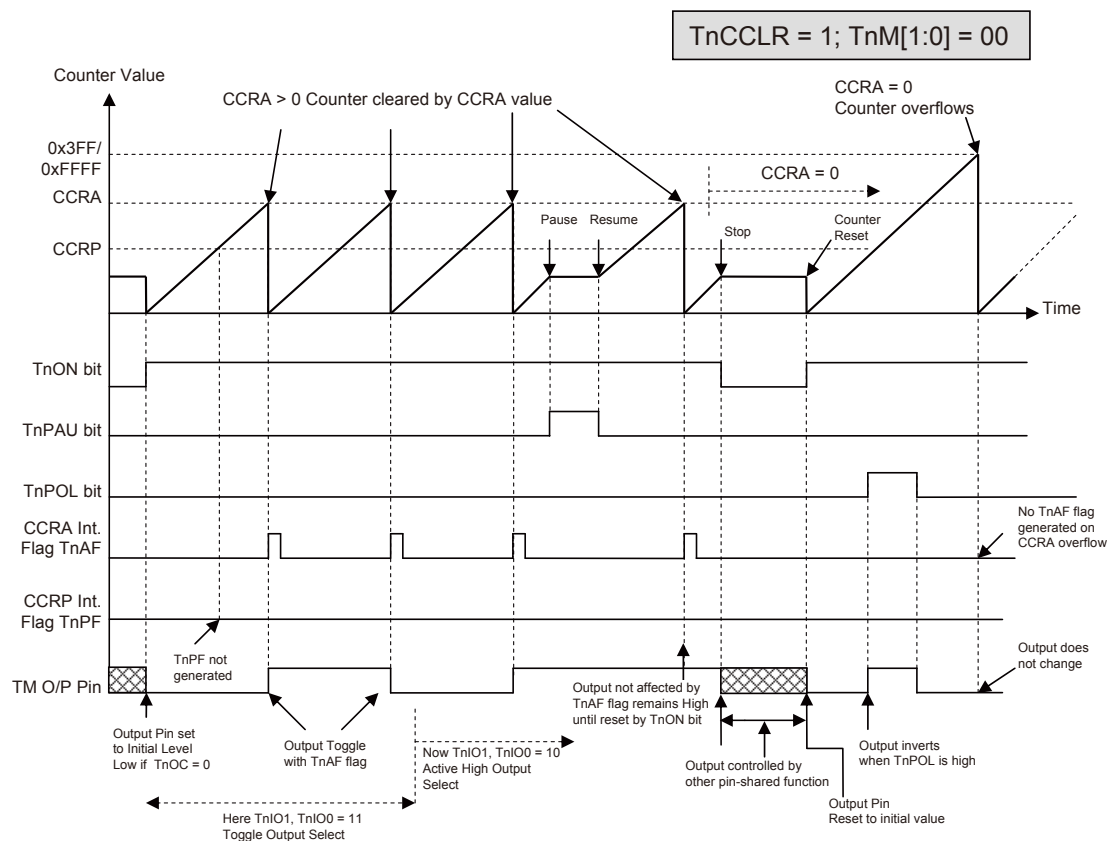 TnCCLR = 1; TnM[1:0] = 00
Counter Value
CCRA > 0 Counter cleared by CCRA value
CCRA = 0
Counter overflows
0x3FF/
0xFFFF
CCRA = 0
CCRA
Pause
Resume
Stop
Counter
Reset
CCRP
Time
TnON bit
TnPAU bit
TnPOL bit
CCRA Int.
Flag TnAF
No TnAF flag
generated on
CCRA overflow
CCRP Int.
Flag TnPF
TnPF not
generated
TM O/P Pin
Output does
not change
Output not affected by
TnAF flag remains High
until reset by TnON bit
Output Pin set
to Initial Level
Low if TnOC = 0
Output Toggle
with TnAF flag
Now TnIO1, TnIO0 = 10
Active High Output
Select
Output controlled by
other pin-shared function
Output inverts
when TnPOL is high
Output Pin
Reset to initial value
Here TnIO1, TnIO0 = 11
Toggle Output Select